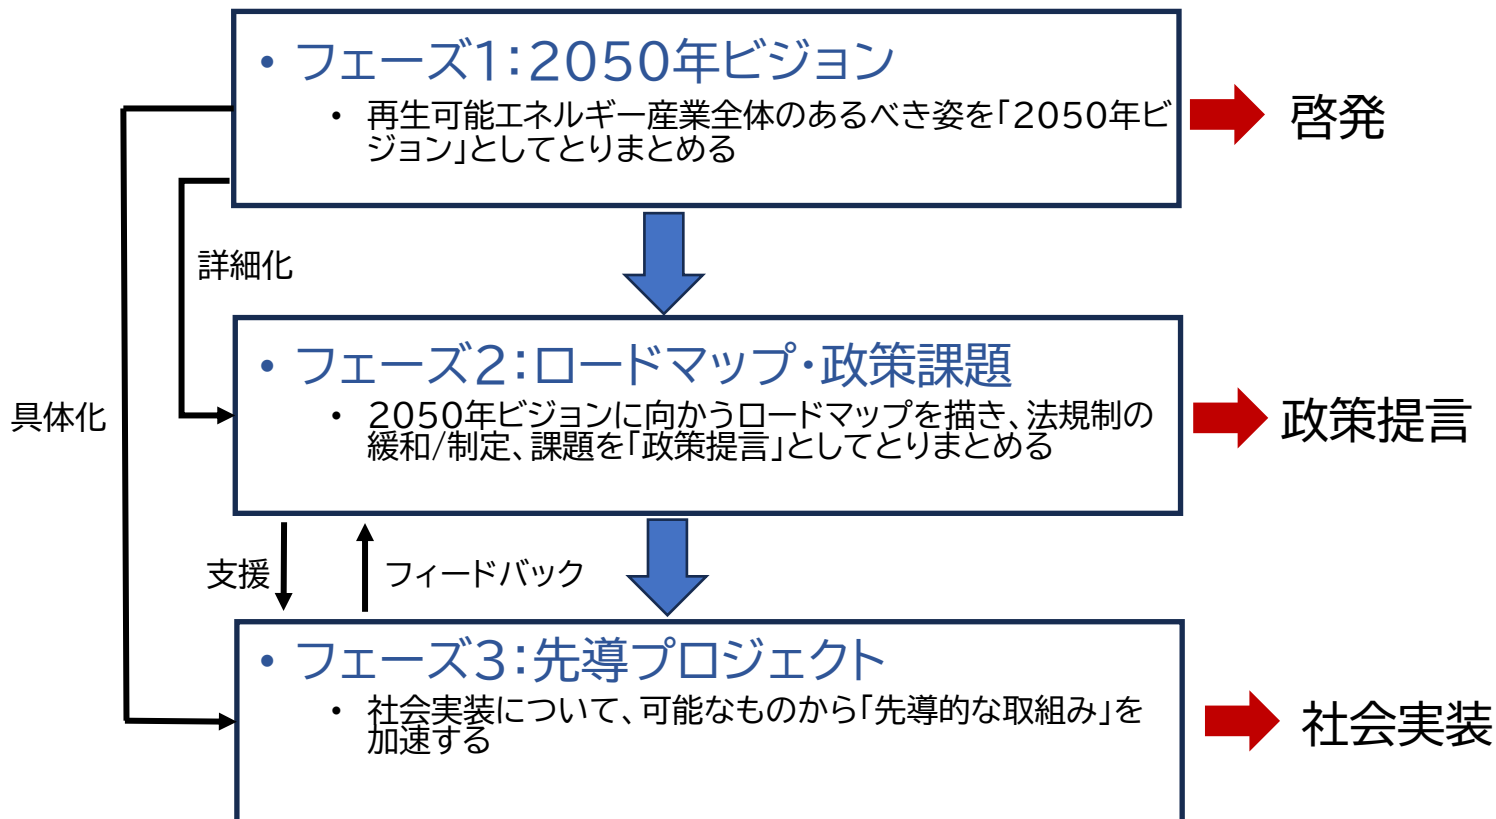 • フェーズ1：2050年ビジョン
• 再生可能エネルギー産業全体のあるべき姿を「2050年ビ
ジョン」としてとりまとめる
啓発
詳細化
• フェーズ2：ロードマップ・政策課題
• 2050年ビジョンに向かうロードマップを描き、法規制の
緩和/制定、課題を「政策提言」としてとりまとめる
政策提言
具体化
支援
フィードバック
• フェーズ3：先導プロジェクト
• 社会実装について、可能なものから「先導的な取組み」を
加速する
社会実装